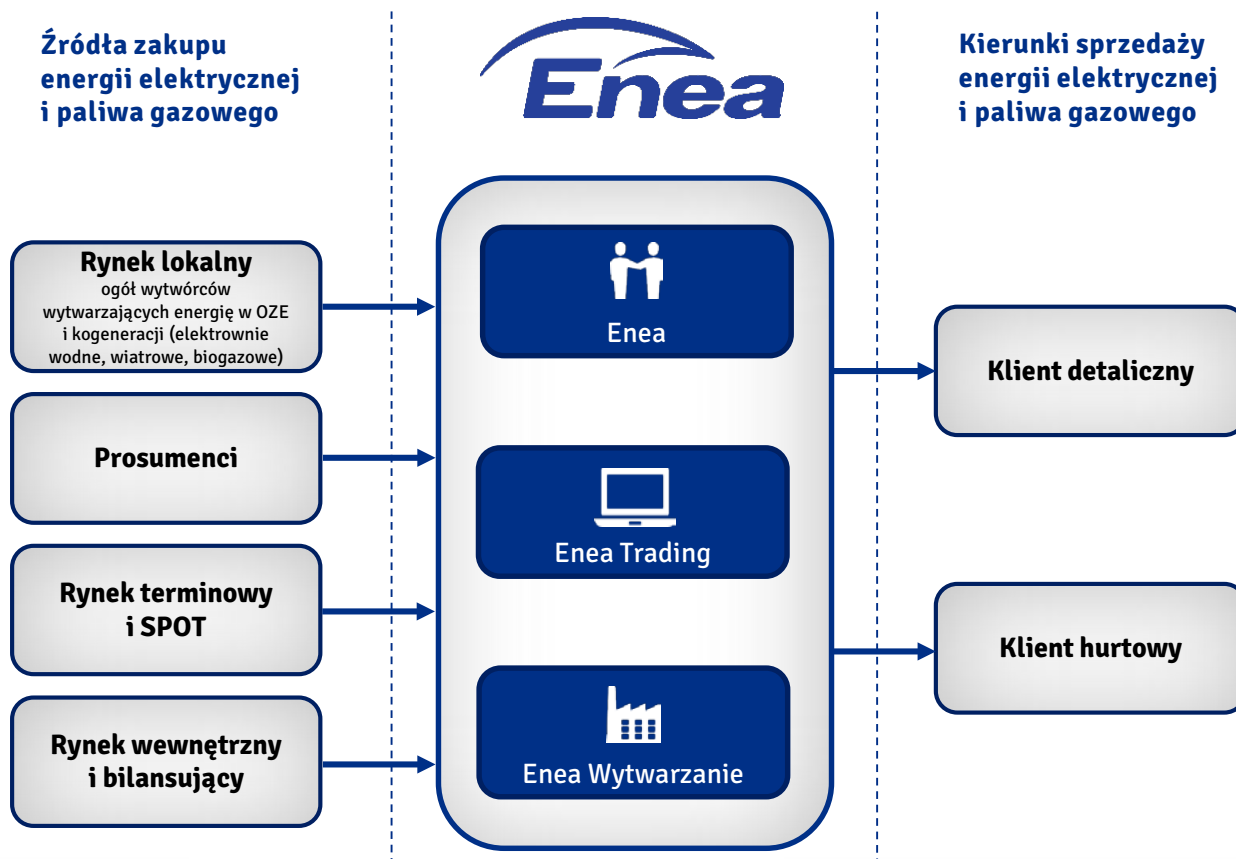 Źródła zakupu
energii elektrycznej
i paliwa gazowego
Enea
Kierunki sprzedaży
energii elektrycznej
i paliwa gazowego
Rynek lokalny
ogół wytwórców
wytwarzających energię w OZE
i kogeneracji (elektrownie
wodne, wiatrowe, biogazowe)
Prosumenci
Rynek terminowy
i SPOT
Rynek wewnętrzny
i bilansujący
Enea
Enea Trading
Enea Wytwarzanie
Klient detaliczny
Klient hurtowy